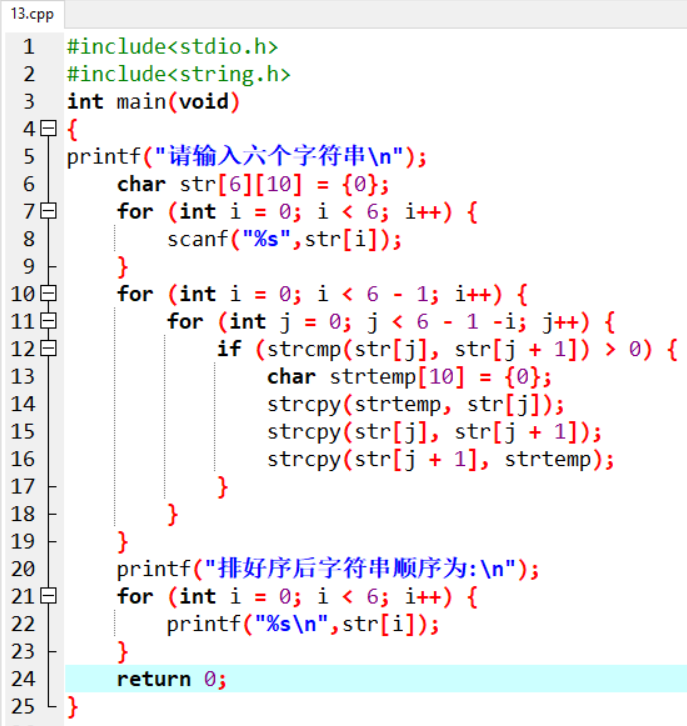 13.cpp
1 #include<stdio.h>
2 #include<string.h>
3 int main(void)
4 {
5 printf("请输入六个字符串\n");
6     char str[6][10] = {0};
7     for (int i = 0; i < 6; i++) {
8         scanf("%s",str[i]);
9     }
10     for (int i = 0; i < 6 - 1; i++) {
11         for (int j = 0; j < 6 - 1 -i; j++) {
12             if (strcmp(str[j], str[j + 1]) > 0) {
13                 char strtemp[10] = {0};
14                 strcpy(strtemp, str[j]);
15                 strcpy(str[j], str[j + 1]);
16                 strcpy(str[j + 1], strtemp);
17             }
18         }
19     }
20     printf("排好序后字符串顺序为:\n");
21     for (int i = 0; i < 6; i++) {
22         printf("%s\n",str[i]);
23     }
24     return 0;
25 }